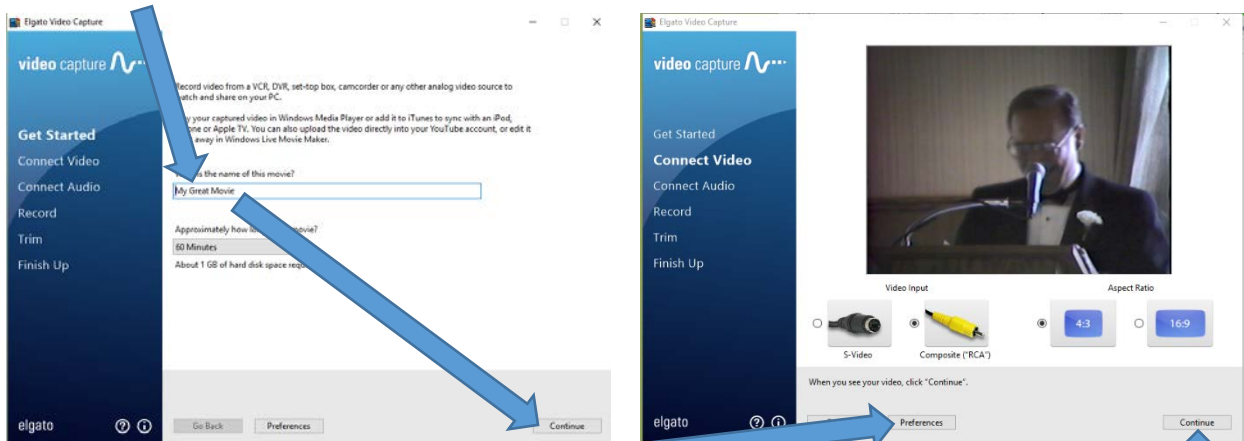 Elgato Video Capture
video capture
Get Started
Connect Video
Connect Audio
Record
Trim
Finish Up
elgato
Record video from a VCR, DVR, set-top box, camcorder or any other analog video source to
and share on your PC.
your captured video in Windows Media Player or add it to iTunes to sync with an iPod,
or Apple TV. You can also upload the video directly into your YouTube account, or edit it
away in Windows Live Movie Maker.
is the name of this movie?
My Great Movie
Approximately how movie?
60 Minutes
About 1 GB of hard disk space
Go Back
Preferences
Continue
Elgato Video Capture
video capture
Get Started
Connect Video
Connect Audio
Record
Trim
Finish Up
elgato
Video Input
Aspect Ratio
4:3
16:9
S-Video
Composite ("RCA")
When you see your video, click "Continue".
Preferences
Continue